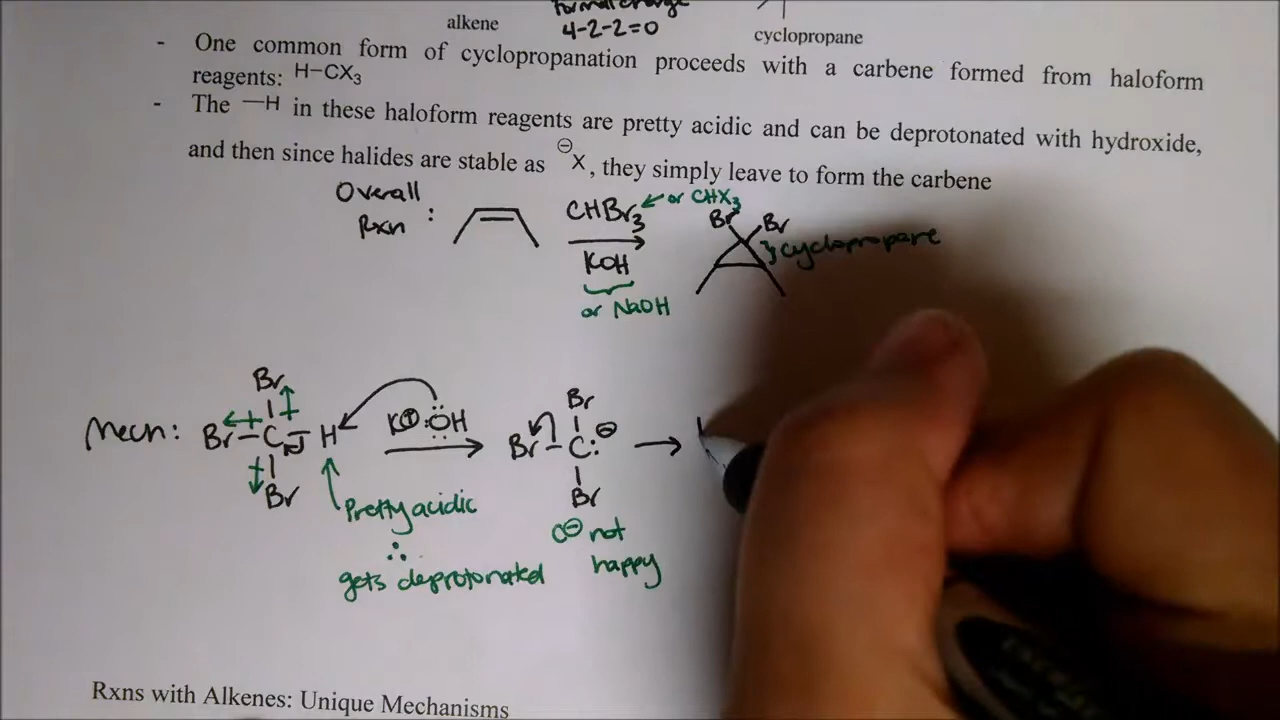 formal charge
alkene
4-2-2=0
cyclopropane
- One common form of cyclopropanation proceeds with a carbene formed from haloform
reagents: H-CX3
- The —H in these haloform reagents are pretty acidic and can be deprotonated with hydroxide,
and then since halides are stable as ⊖X, they simply leave to form the carbene
Overall
Rxn :
CHBr3 ← or CHX3
KOH
or NaOH
Br Br
} cyclopropane
Mech:
Br
Br-C-H
Br
K⊕ :ÖH
Pretty acidic
∴
gets deprotonated
Br
Br-C:⊖
Br
C⊖ not
happy
Rxns with Alkenes: Unique Mechanisms